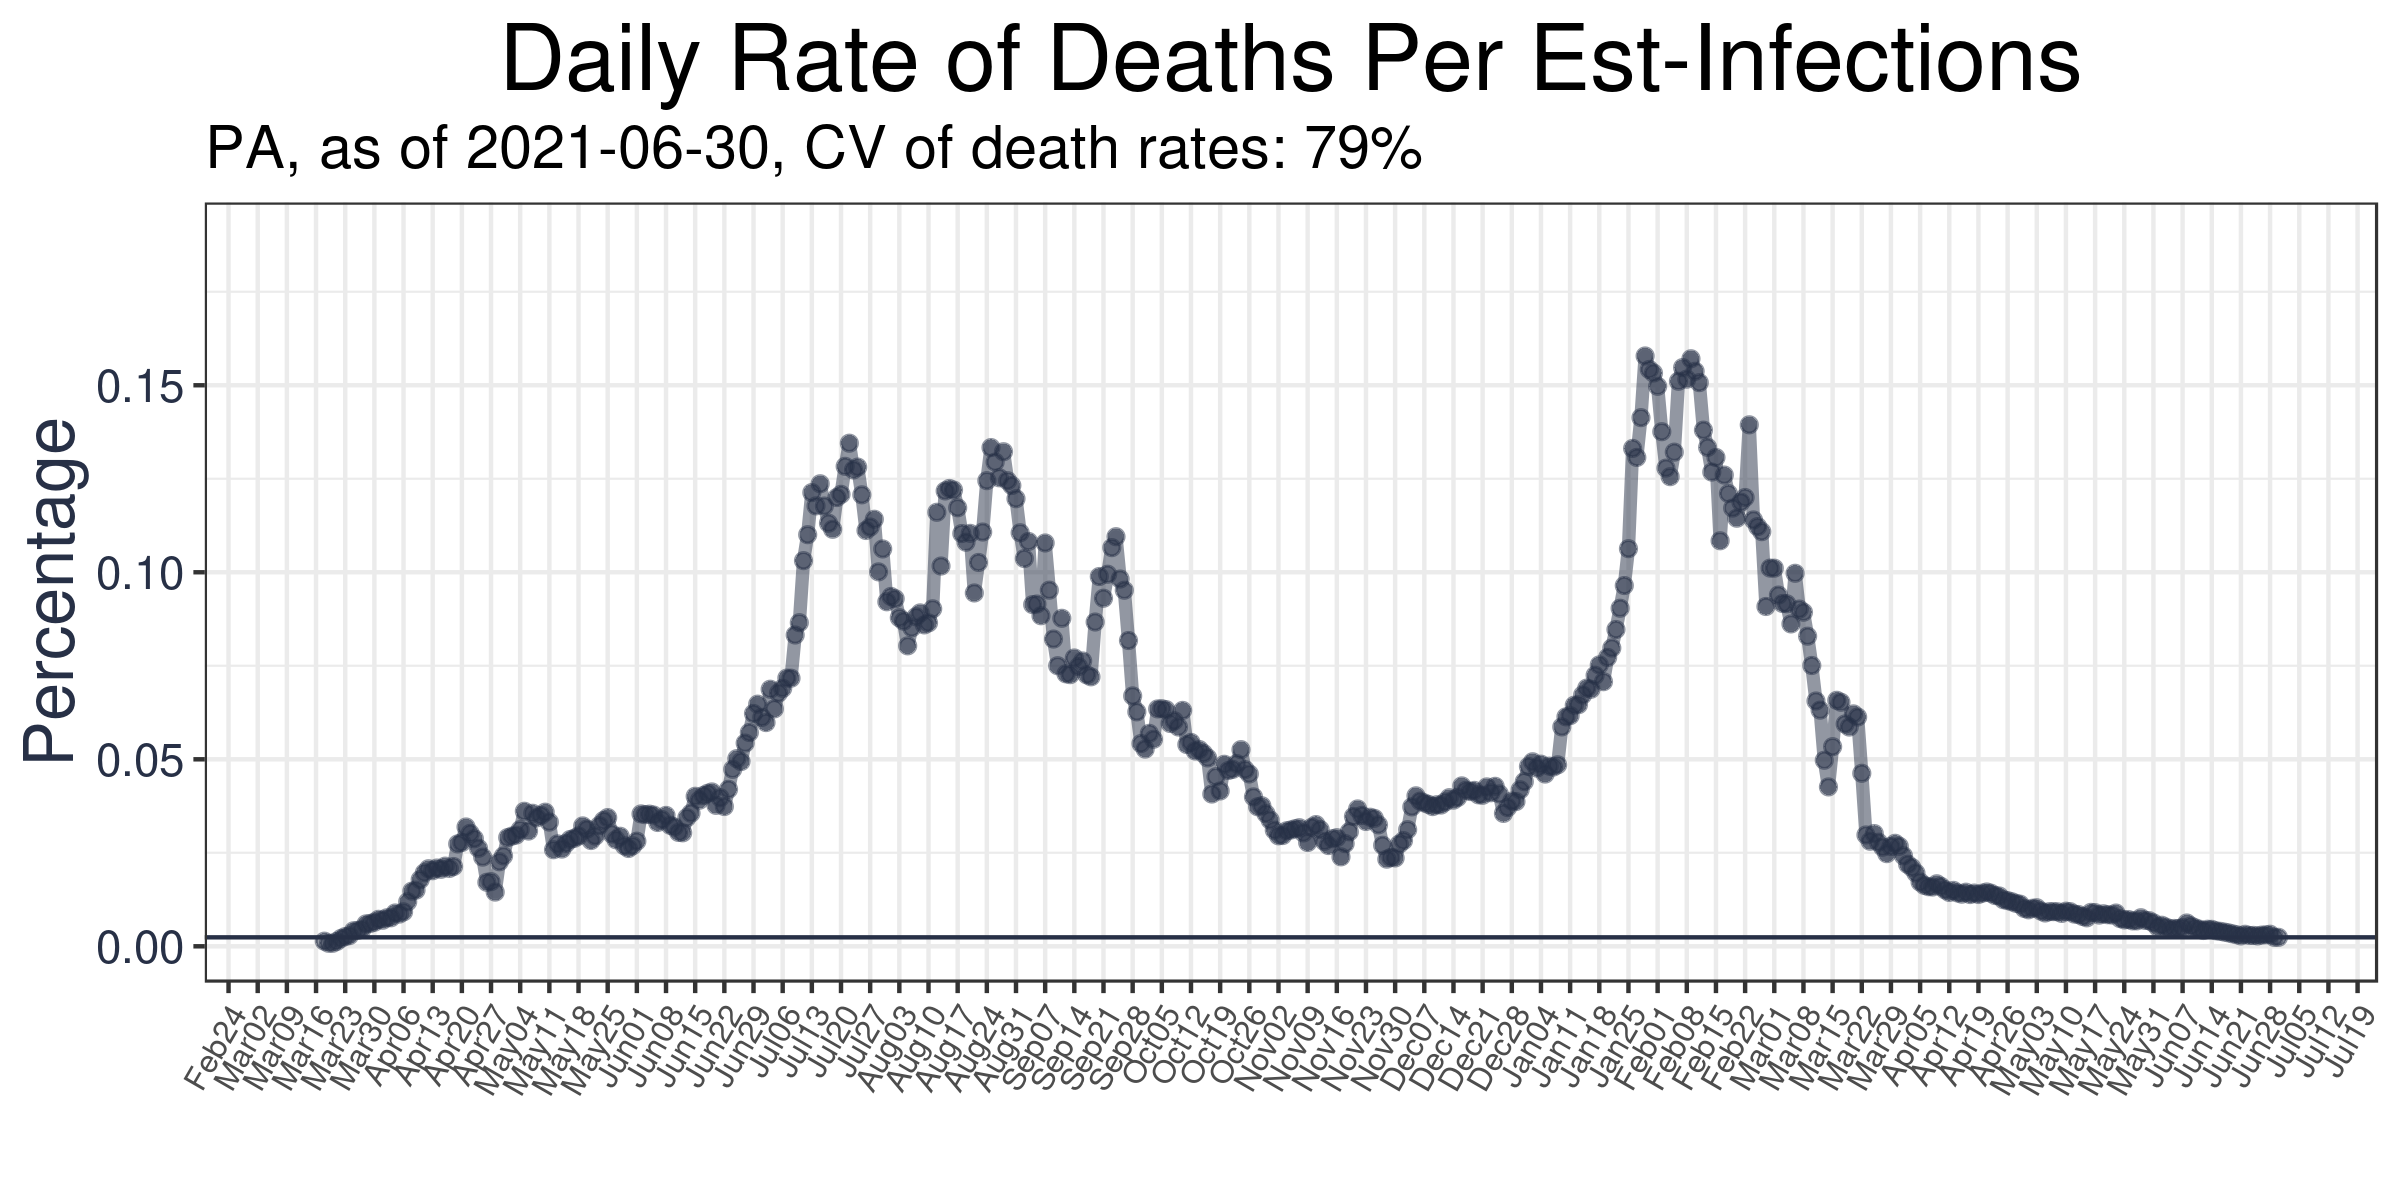 Daily Rate of Deaths Per Est-Infections
PA, as of 2021-06-30, CV of death rates: 79%
Percentage
0.15
0.10
0.05
0.00
Feb24
Mar02
Mar09
Mar16
Mar23
Mar30
Apr06
Apr13
Apr20
Apr27
May04
May11
May18
May25
Jun01
Jun08
Jun15
Jun22
Jun29
Jul06
Jul13
Jul20
Jul27
Aug03
Aug10
Aug17
Aug24
Aug31
Sep07
Sep14
Sep21
Sep28
Oct05
Oct12
Oct19
Oct26
Nov02
Nov09
Nov16
Nov23
Nov30
Dec07
Dec14
Dec21
Dec28
Jan04
Jan11
Jan18
Jan25
Feb01
Feb08
Feb15
Feb22
Mar01
Mar08
Mar15
Mar22
Mar29
Apr05
Apr12
Apr19
Apr26
May03
May10
May17
May24
May31
Jun07
Jun14
Jun21
Jun28
Jul05
Jul12
Jul19